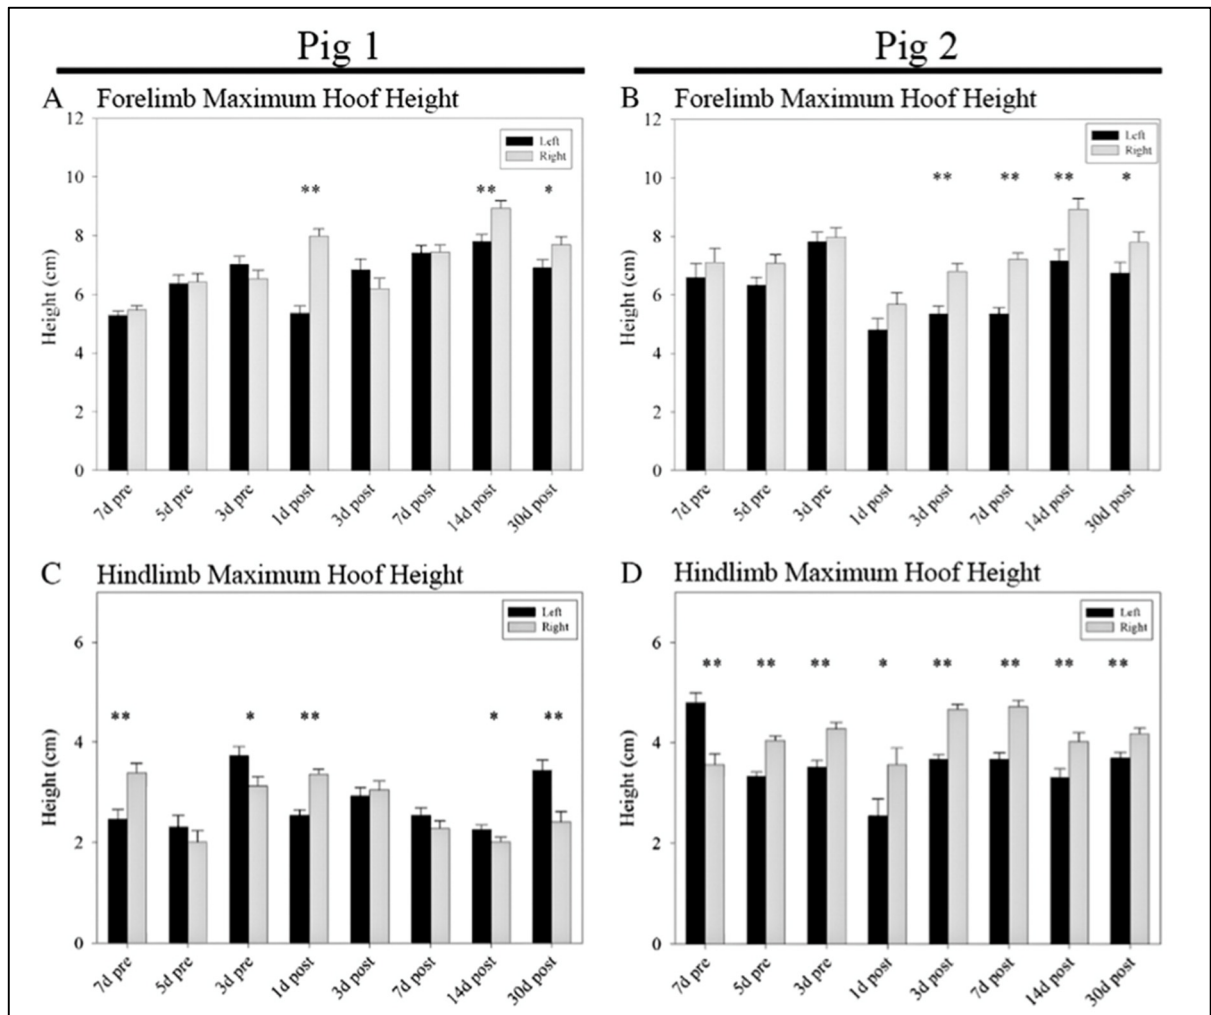 Pig 1
Pig 2
A Forelimb Maximum Hoof Height
12
10
8
6
4
2
0
Height (cm)
Left
Right
**
**
*
7d pre
5d pre
3d pre
1d post
3d post
7d post
14d post
30d post
B Forelimb Maximum Hoof Height
12
10
8
6
4
2
0
Height (cm)
Left
Right
**
**
**
*
7d pre
5d pre
3d pre
1d post
3d post
7d post
14d post
30d post
C Hindlimb Maximum Hoof Height
6
4
2
0
Height (cm)
Left
Right
**
*
**
*
**
7d pre
5d pre
3d pre
1d post
3d post
7d post
14d post
30d post
D Hindlimb Maximum Hoof Height
6
4
2
0
Height (cm)
Left
Right
**
**
**
*
**
**
**
**
7d pre
5d pre
3d pre
1d post
3d post
7d post
14d post
30d post